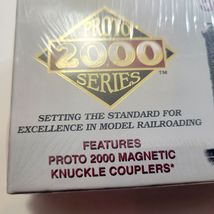 PROTO
2000
SERIES
™
SETTING THE STANDARD FOR
EXCELLENCE IN MODEL RAILROADING
FEATURES
PROTO 2000 MAGNETIC
KNUCKLE COUPLERS*